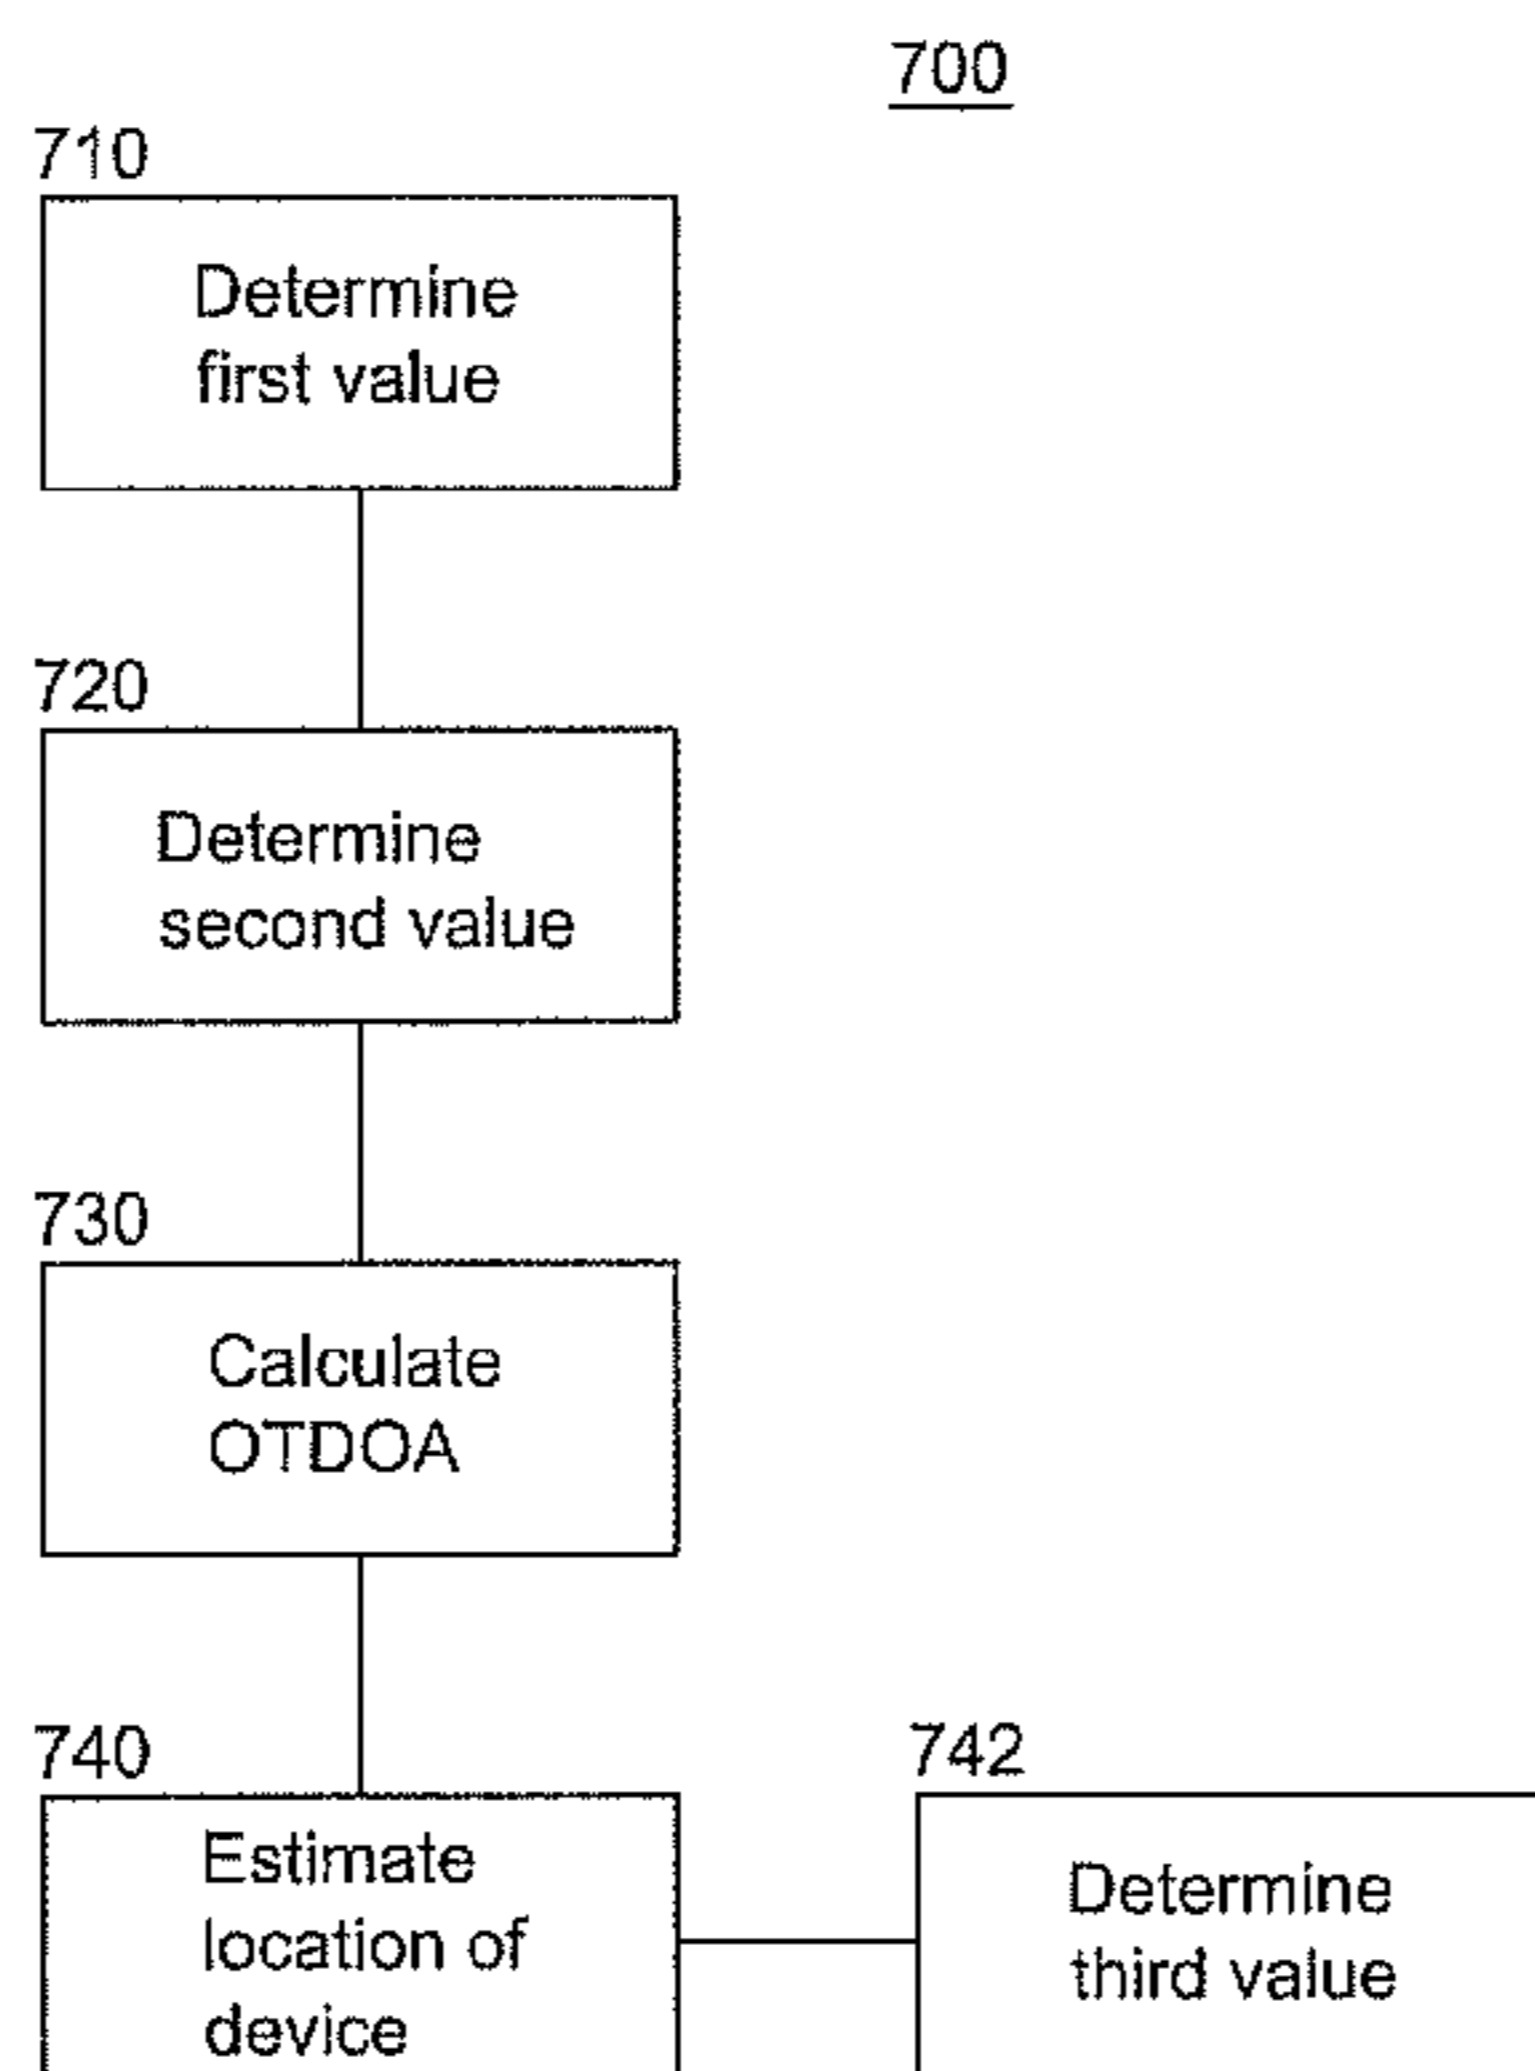 700
710
Determine
first value
720
Determine
second value
730
Calculate
OTDOA
740
Estimate
location of
device
742
Determine
third value